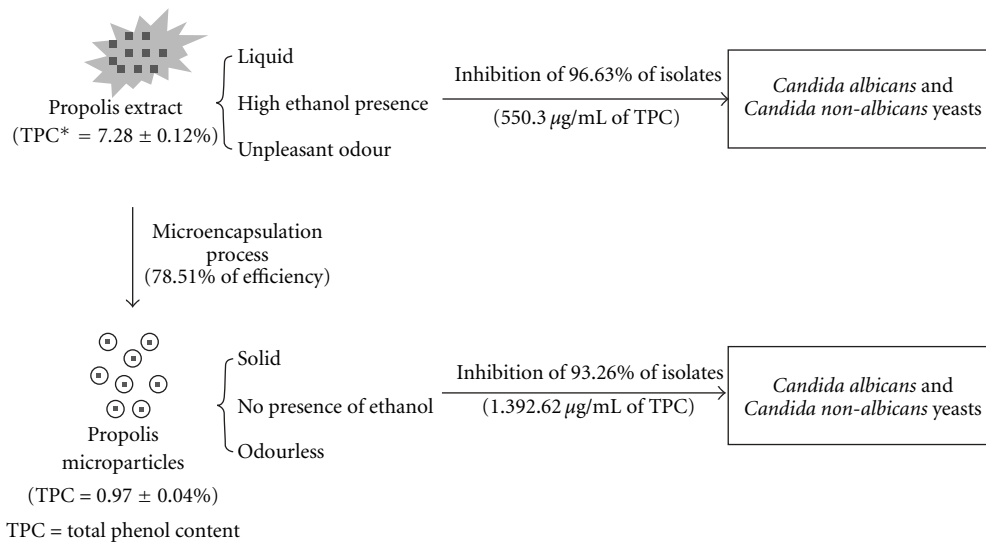 Propolis extract
(TPC* = 7.28 ± 0.12%)
Liquid
High ethanol presence
Unpleasant odour
Inhibition of 96.63% of isolates
(550.3 μg/mL of TPC)
Candida albicans and
Candida non-albicans yeasts
Microencapsulation
process
(78.51% of efficiency)
Propolis
microparticles
(TPC = 0.97 ± 0.04%)
Solid
No presence of ethanol
Odourless
Inhibition of 93.26% of isolates
(1.392.62 μg/mL of TPC)
Candida albicans and
Candida non-albicans yeasts
TPC = total phenol content